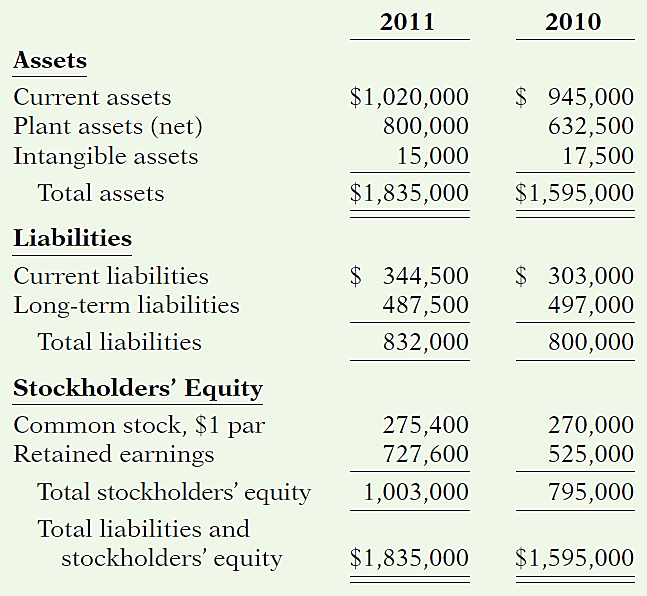 2011 2010
Assets
Current assets $1,020,000 $ 945,000
Plant assets (net) 800,000 632,500
Intangible assets 15,000 17,500
Total assets $1,835,000 $1,595,000
Liabilities
Current liabilities $ 344,500 $ 303,000
Long-term liabilities 487,500 497,000
Total liabilities 832,000 800,000
Stockholders’ Equity
Common stock, $1 par 275,400 270,000
Retained earnings 727,600 525,000
Total stockholders’ equity 1,003,000 795,000
Total liabilities and
stockholders’ equity $1,835,000 $1,595,000